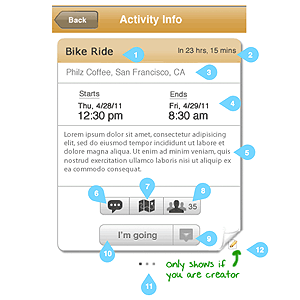 Back
Activity Info
Bike Ride
In 23 hrs, 15 mins
1
2
Philz Coffee, San Francisco, CA
3
Starts
Ends
Thu, 4/28/11
Fri, 4/29/11
4
12:30 pm
8:30 am
Lorem ipsum dolor sit amet, consectetur adipisicing
elit, sed do eiusmod tempor incididunt ut labore et
dolore magna aliqua. Ut enim ad minim veniam, quis
nostrud exercitation ullamco laboris nisi ut aliquip ex
ea commodo consequat.
5
6
7
8
35
I'm going
9
10
12
only shows if
you are creator
11